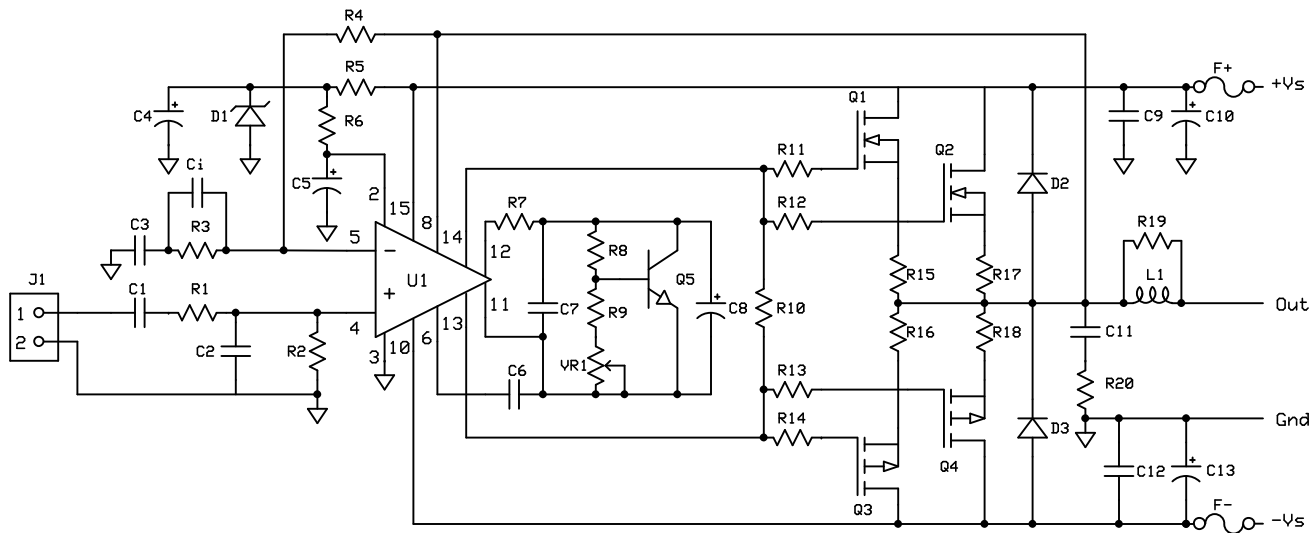 R4
F+
+Vs
R5
C4
+
D1
R6
Q1
C9
+
C10
Ci
C5
+
2
15
8
14
R11
Q2
D2
R12
C3
R3
5
-
12
R7
R8
Q5
R19
J1
U1
R15
R17
L1
1
C1
R1
+
11
C7
R9
+
C8
R10
Out
2
C2
R2
4
3
10
6
13
C6
VR1
R16
R18
C11
R13
R20
R14
Gnd
D3
Q4
C12
+
C13
Q3
F-
-Vs